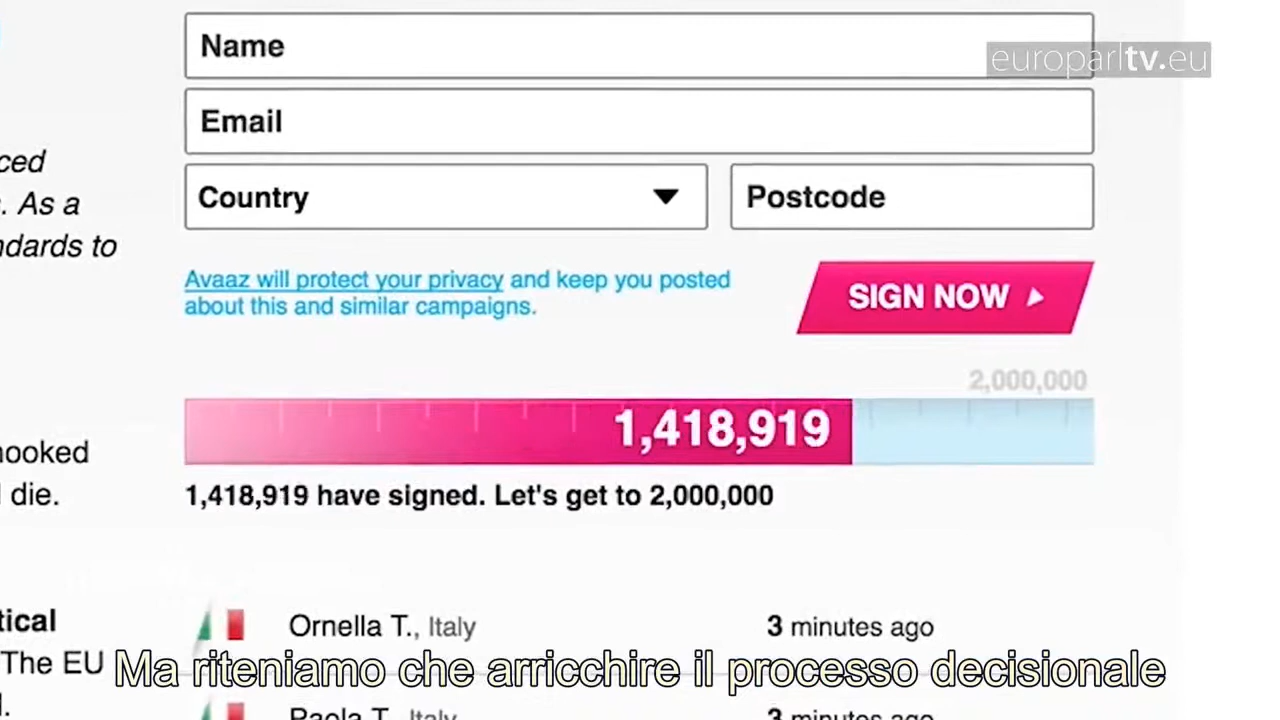 Name
europarltv.eu
Email
Country
Postcode
ced
. As a
ndards to
Avaaz will protect your privacy and keep you posted
about this and similar campaigns.
SIGN NOW
2,000,000
1,418,919
1,418,919 have signed. Let's get to 2,000,000
nooked
die.
tical
The EU
Ornella T., Italy
3 minutes ago
Ma riteniamo che arricchire il processo decisionale
Paola T., Italy
3 minutes ago